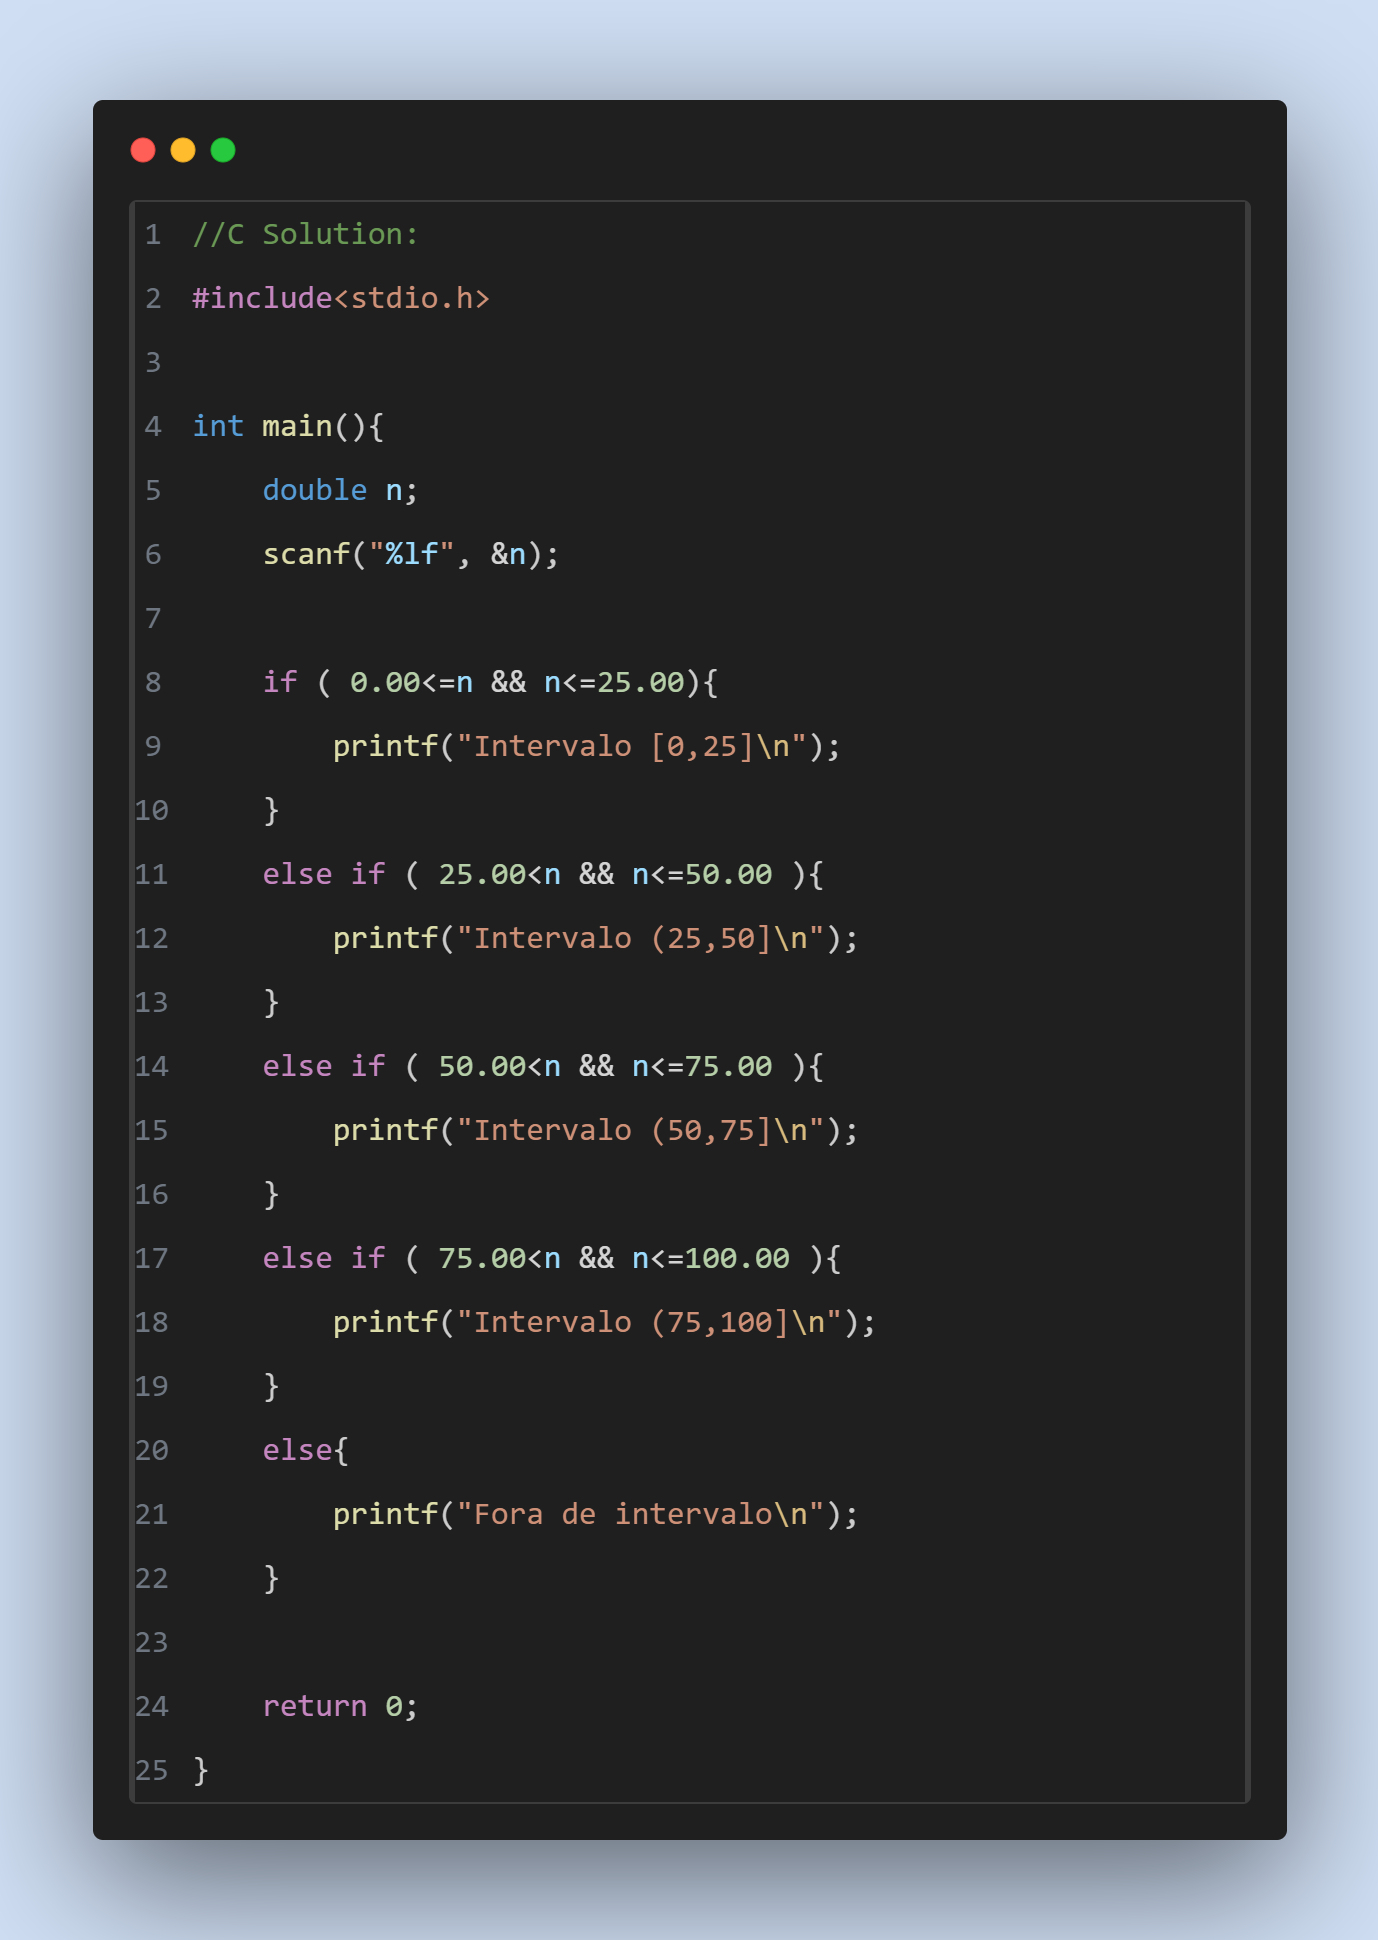 1 //C Solution:
2 #include<stdio.h>
3
4 int main(){
5     double n;
6     scanf("%lf", &n);
7
8     if ( 0.00<=n && n<=25.00){
9         printf("Intervalo [0,25]\n");
10     }
11     else if ( 25.00<n && n<=50.00 ){
12         printf("Intervalo (25,50]\n");
13     }
14     else if ( 50.00<n && n<=75.00 ){
15         printf("Intervalo (50,75]\n");
16     }
17     else if ( 75.00<n && n<=100.00 ){
18         printf("Intervalo (75,100]\n");
19     }
20     else{
21         printf("Fora de intervalo\n");
22     }
23
24     return 0;
25 }